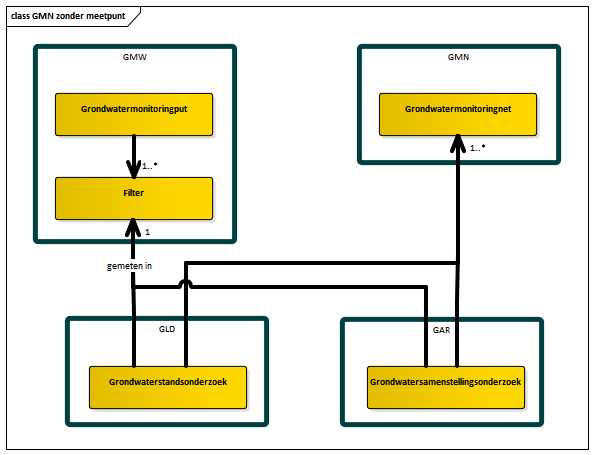 class GMN zonder meetpunt
GMW
GMN
Grondwatermonitoringput
Grondwatermonitoringnet
1..*
1..*
Filter
1
gemeten in
GLD
GAR
Grondwaterstandsonderzoek
Grondwatersamenstellingsonderzoek